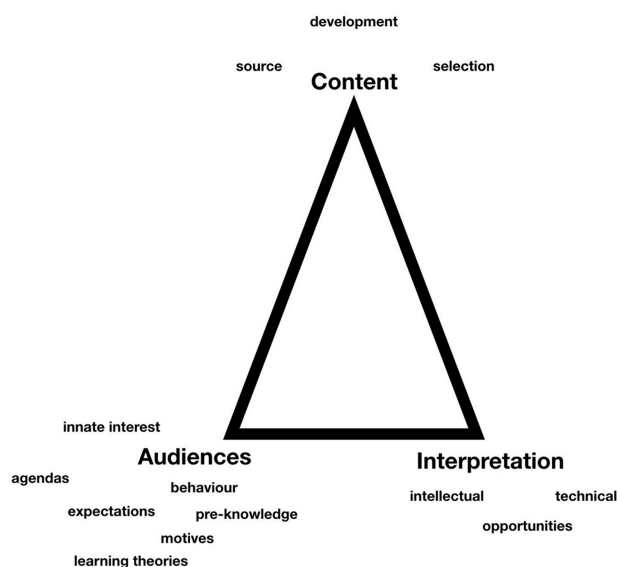 development
source
selection
Content
innate interest
Audiences
agendas
behaviour
expectations
pre-knowledge
motives
learning theories
Interpretation
intellectual
technical
opportunities